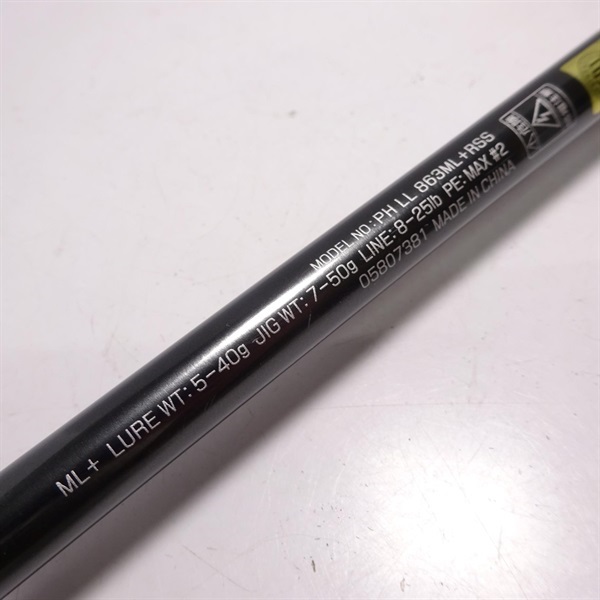 MODEL NO.: PH LL 863ML+RSS
ML+ LURE WT: 5-40g JIG WT: 7-50g LINE: 8-25lb PE: MAX #2
05807381 MADE IN CHINA